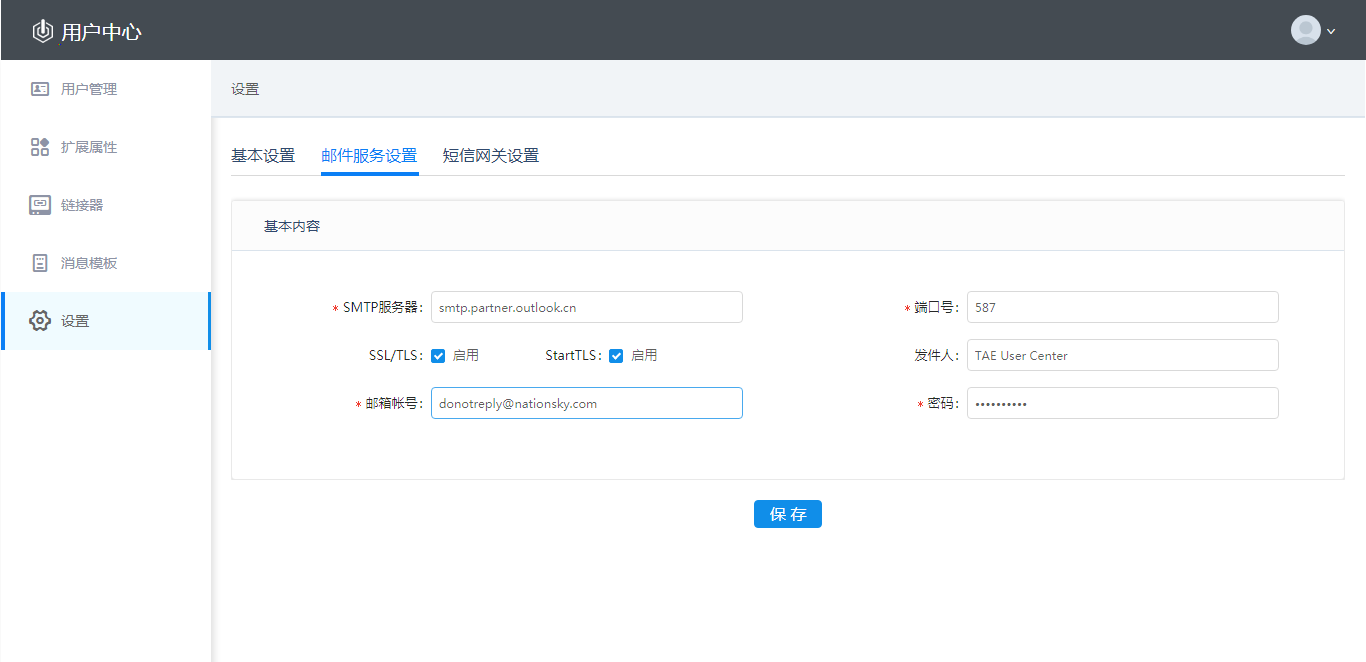 用户中心
用户管理
扩展属性
链接器
消息模板
设置
设置
基本设置 邮件服务设置 短信网关设置
基本内容
* SMTP服务器: smtp.partner.outlook.cn * 端口号: 587
SSL/TLS: 启用 StartTLS: 启用 发件人: TAE User Center
* 邮箱帐号: donotreply@nationsky.com * 密码: ••••••••••
保 存